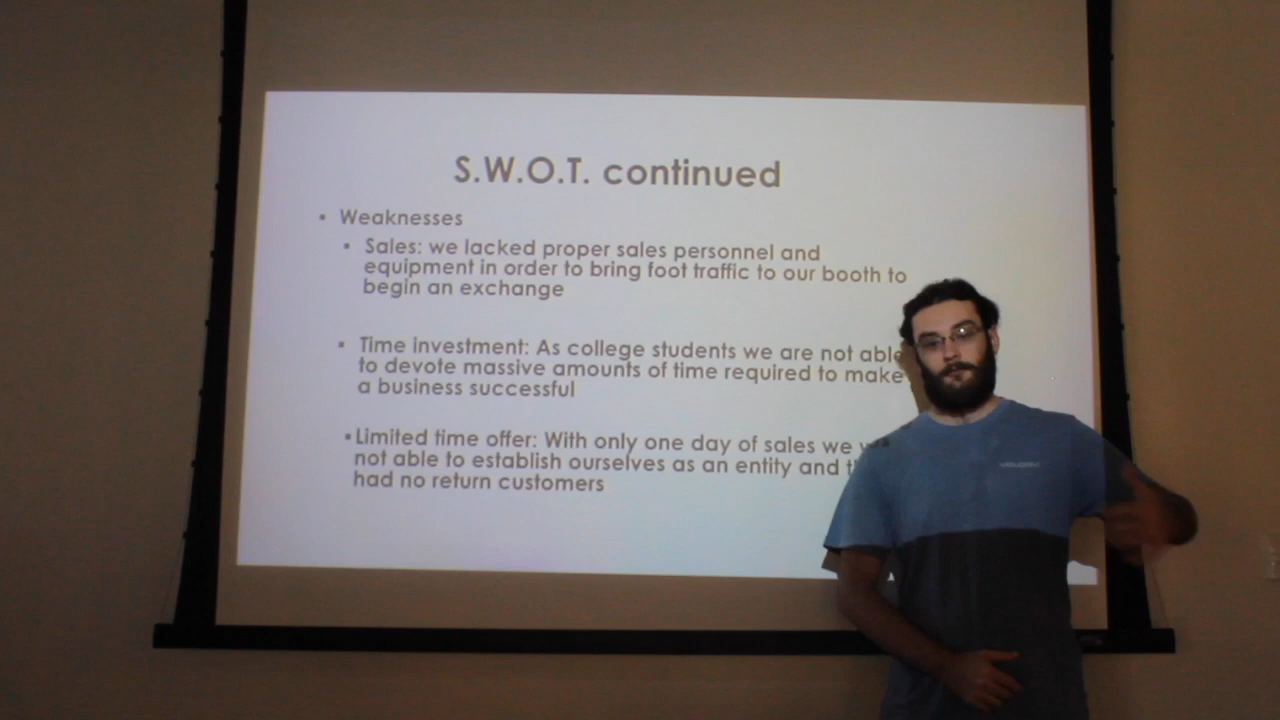 S.W.O.T. continued
▪ Weaknesses
▪ Sales: we lacked proper sales personnel and
equipment in order to bring foot traffic to our booth to
begin an exchange
▪ Time investment: As college students we are not able
to devote massive amounts of time required to make
a business successful
▪ Limited time offer: With only one day of sales we
not able to establish ourselves as an entity and
had no return customers